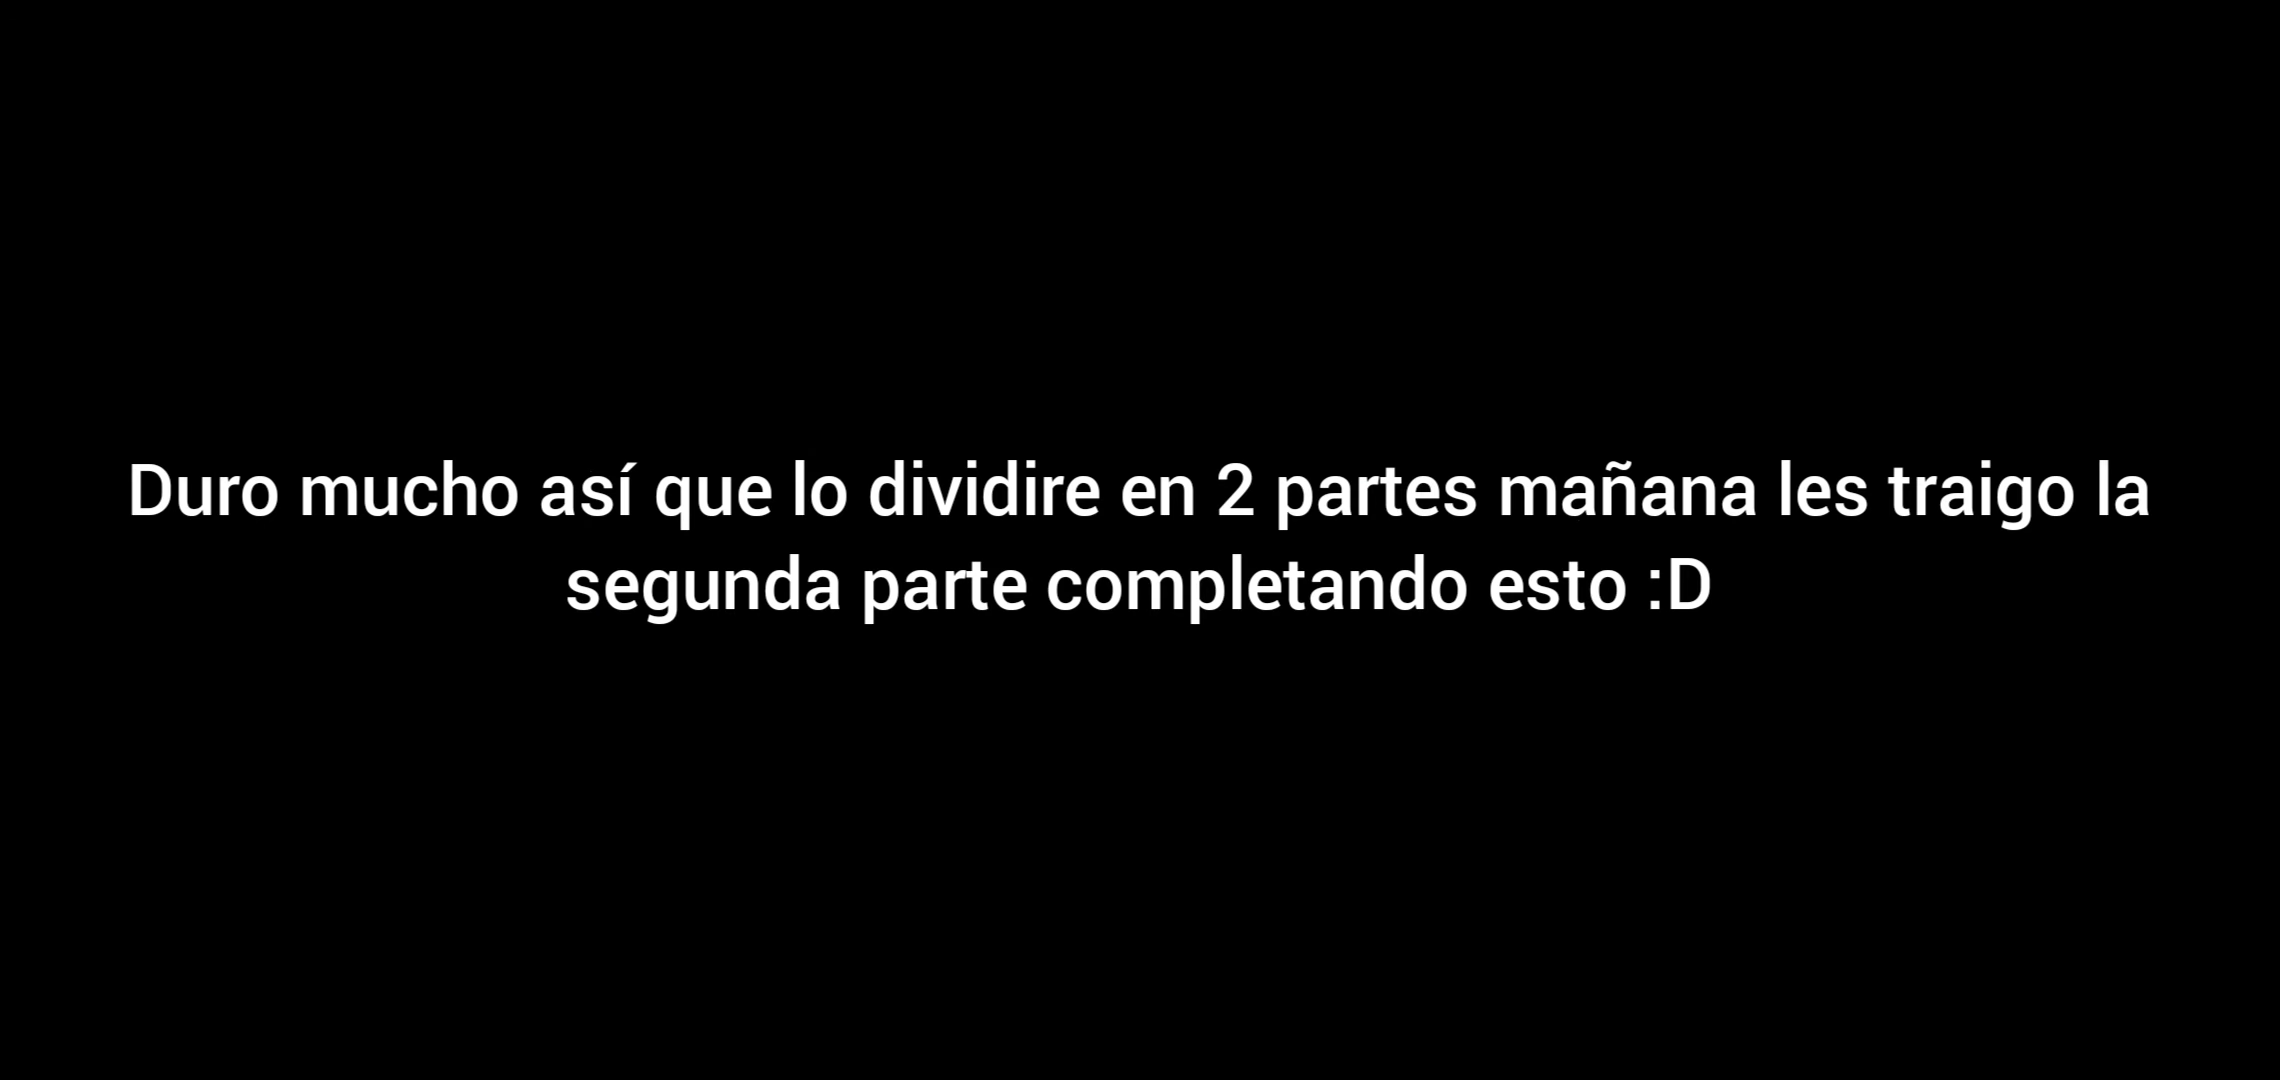 Duro mucho así que lo dividire en 2 partes mañana les traigo la
segunda parte completando esto :D